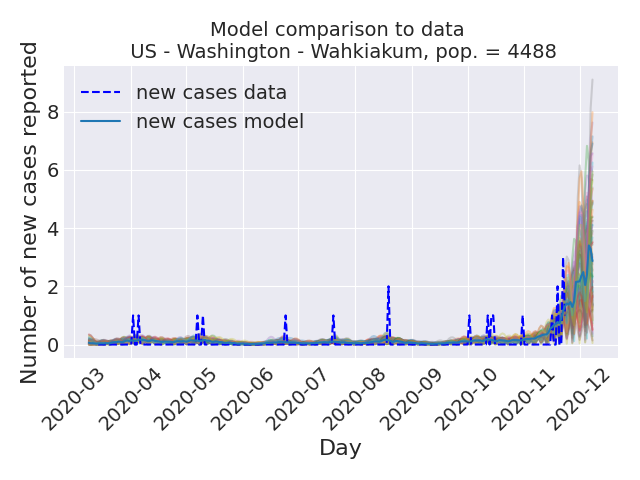 Model comparison to data
US - Washington - Wahkiakum, pop. = 4488
new cases data
new cases model
Number of new cases reported
8
6
4
2
0
2020-03
2020-04
2020-05
2020-06
2020-07
2020-08
2020-09
2020-10
2020-11
2020-12
Day